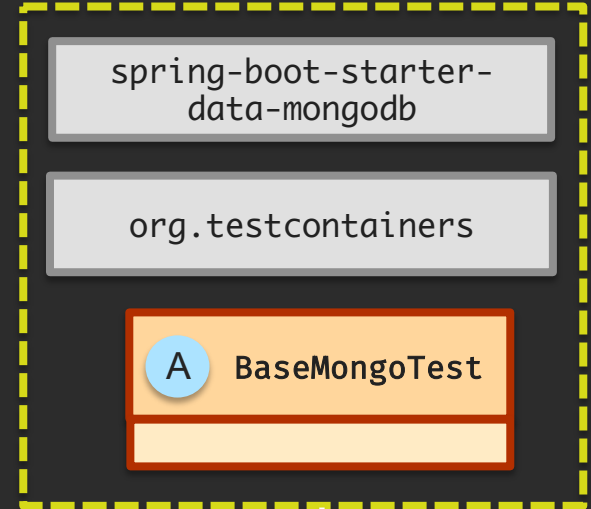 spring-boot-starter-
data-mongodb
org.testcontainers
A BaseMongoTest